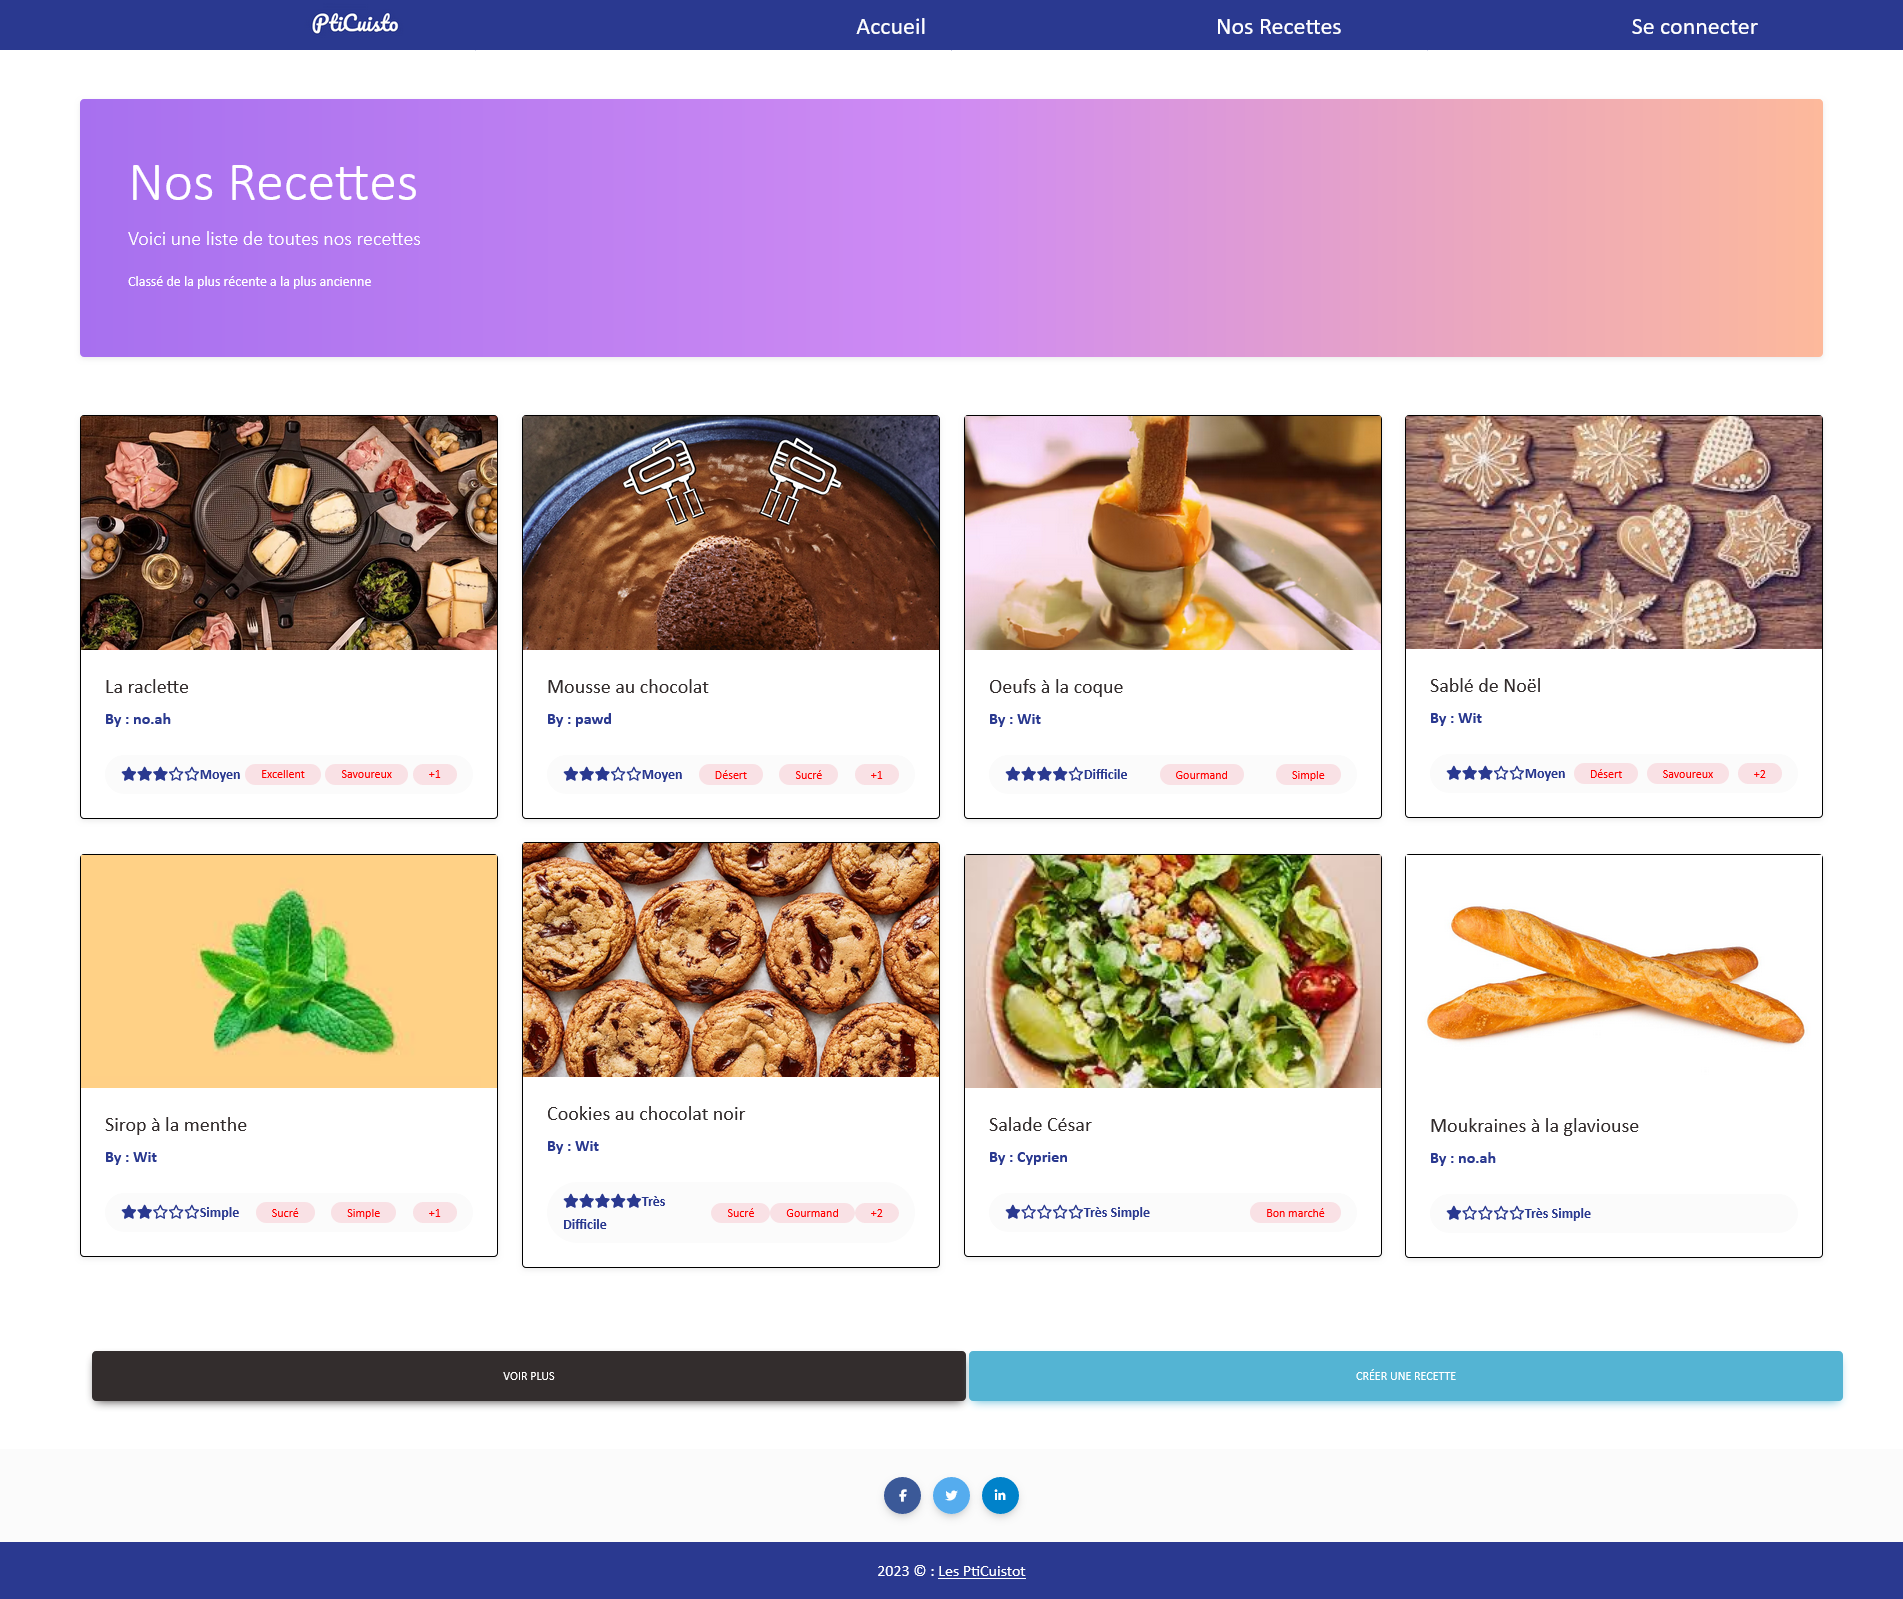 PtiCuisto
Accueil
Nos Recettes
Se connecter
Nos Recettes
Voici une liste de toutes nos recettes
Classé de la plus récente a la plus ancienne
La raclette
By : no.ah
Moyen Excellent Savoureux +1
Mousse au chocolat
By : pawd
Moyen Désert Sucré +1
Oeufs à la coque
By : Wit
Difficile Gourmand Simple
Sablé de Noël
By : Wit
Moyen Désert Savoureux +2
Sirop à la menthe
By : Wit
Simple Sucré Simple +1
Cookies au chocolat noir
By : Wit
Très
Difficile
Sucré Gourmand +2
Salade César
By : Cyprien
Très Simple Bon marché
Moukraines à la glaviouse
By : no.ah
Très Simple
VOIR PLUS
CRÉER UNE RECETTE
2023 © : Les PtiCuistot